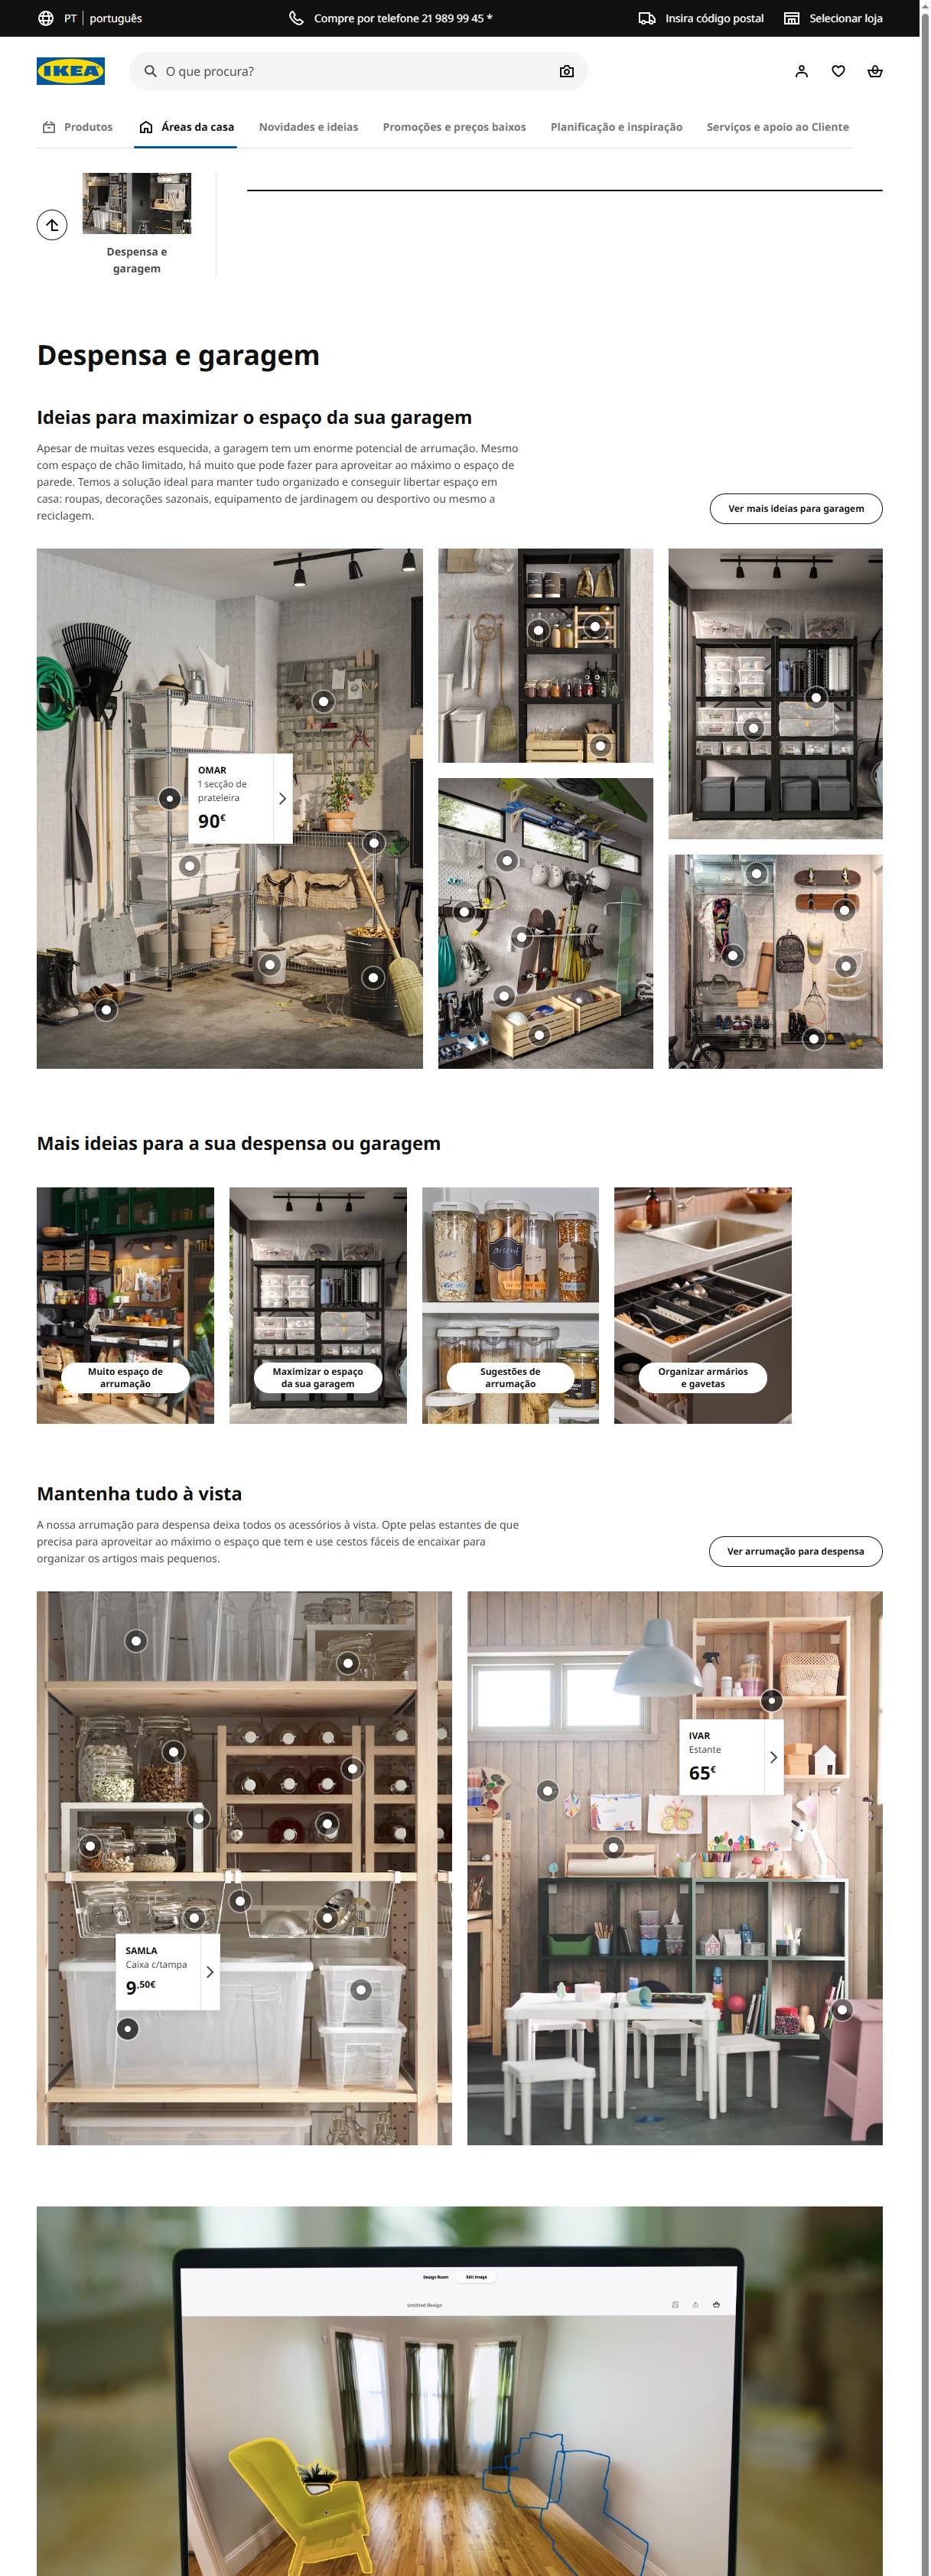 PT
português
Compre por telefone 21 989 99 45 *
Insira código postal
Selecionar loja
IKEA
O que procura?
Produtos
Áreas da casa
Novidades e ideias
Promoções e preços baixos
Planificação e inspiração
Serviços e apoio ao Cliente
Despensa e
garagem
Despensa e garagem
Ideias para maximizar o espaço da sua garagem
Apesar de muitas vezes esquecida, a garagem tem um enorme potencial de arrumação. Mesmo
com espaço de chão limitado, há muito que pode fazer para aproveitar ao máximo o espaço de
parede. Temos a solução ideal para manter tudo organizado e conseguir libertar espaço em
casa: roupas, decorações sazonais, equipamento de jardinagem ou desportivo ou mesmo a
reciclagem.
Ver mais ideias para garagem
OMAR
1 secção de
prateleira
90€
Mais ideias para a sua despensa ou garagem
OATS
Biscuit
Muito espaço de
arrumação
Maximizar o espaço
da sua garagem
Sugestões de
arrumação
Organizar armários
e gavetas
Mantenha tudo à vista
A nossa arrumação para despensa deixa todos os acessórios à vista. Opte pelas estantes de que
precisa para aproveitar ao máximo o espaço que tem e use cestos fáceis de encaixar para
organizar os artigos mais pequenos.
Ver arrumação para despensa
IVAR
Estante
65€
SAMLA
Caixa c/tampa
9,50€
Design Room
Edit Image
Untitled Design